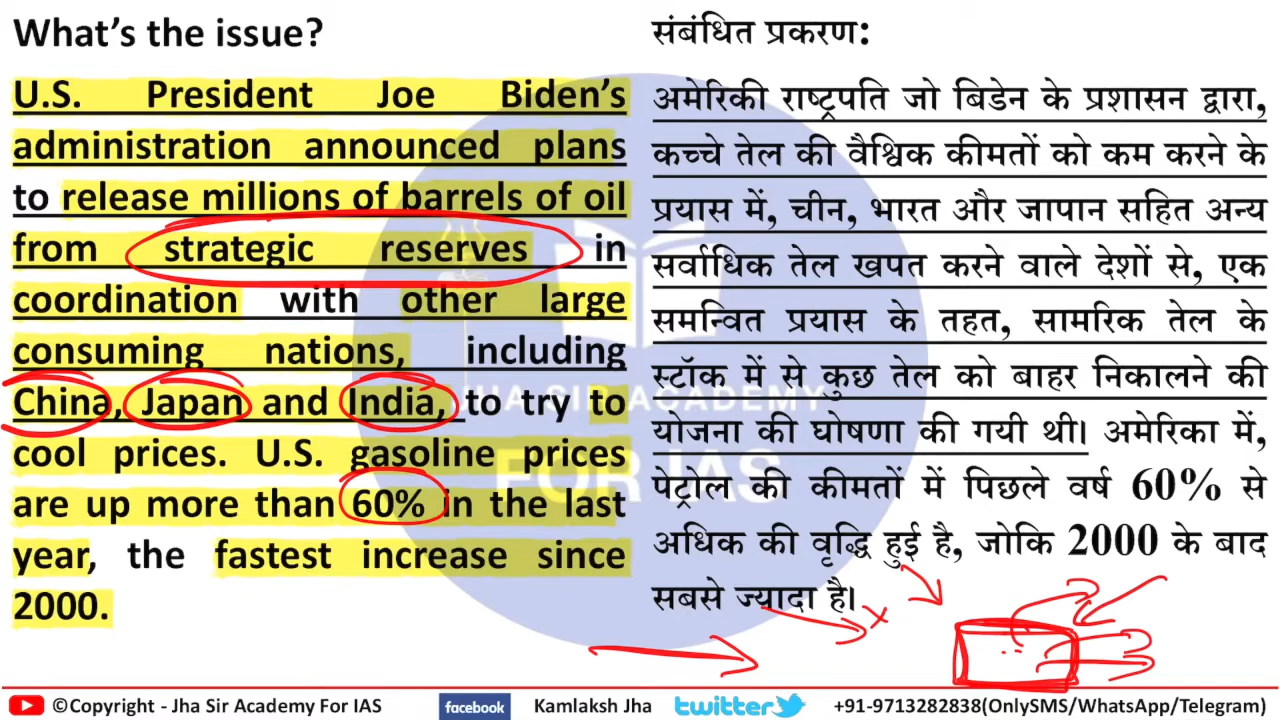 What's the issue?
U.S. President Joe Biden's
administration announced plans
to release millions of barrels of oil
from strategic reserves in
coordination with other large
consuming nations, including
China, Japan and India, to try to
cool prices. U.S. gasoline prices
are up more than 60% in the last
year, the fastest increase since
2000.
संबंधित प्रकरण:
अमेरिकी राष्ट्रपति जो बिडेन के प्रशासन द्वारा,
कच्चे तेल की वैश्विक कीमतों को कम करने के
प्रयास में, चीन, भारत और जापान सहित अन्य
सर्वाधिक तेल खपत करने वाले देशों से, एक
समन्वित प्रयास के तहत, सामरिक तेल के
स्टॉक में से कुछ तेल को बाहर निकालने की
योजना की घोषणा की गयी थी। अमेरिका में,
पेट्रोल की कीमतों में पिछले वर्ष 60% से
अधिक की वृद्धि हुई है, जोकि 2000 के बाद
सबसे ज्यादा है।
JHA SIR ACADEMY
FOR IAS
©Copyright - Jha Sir Academy For IAS
facebook
Kamlaksh Jha
twitter
+91-9713282838(OnlySMS/WhatsApp/Telegram)